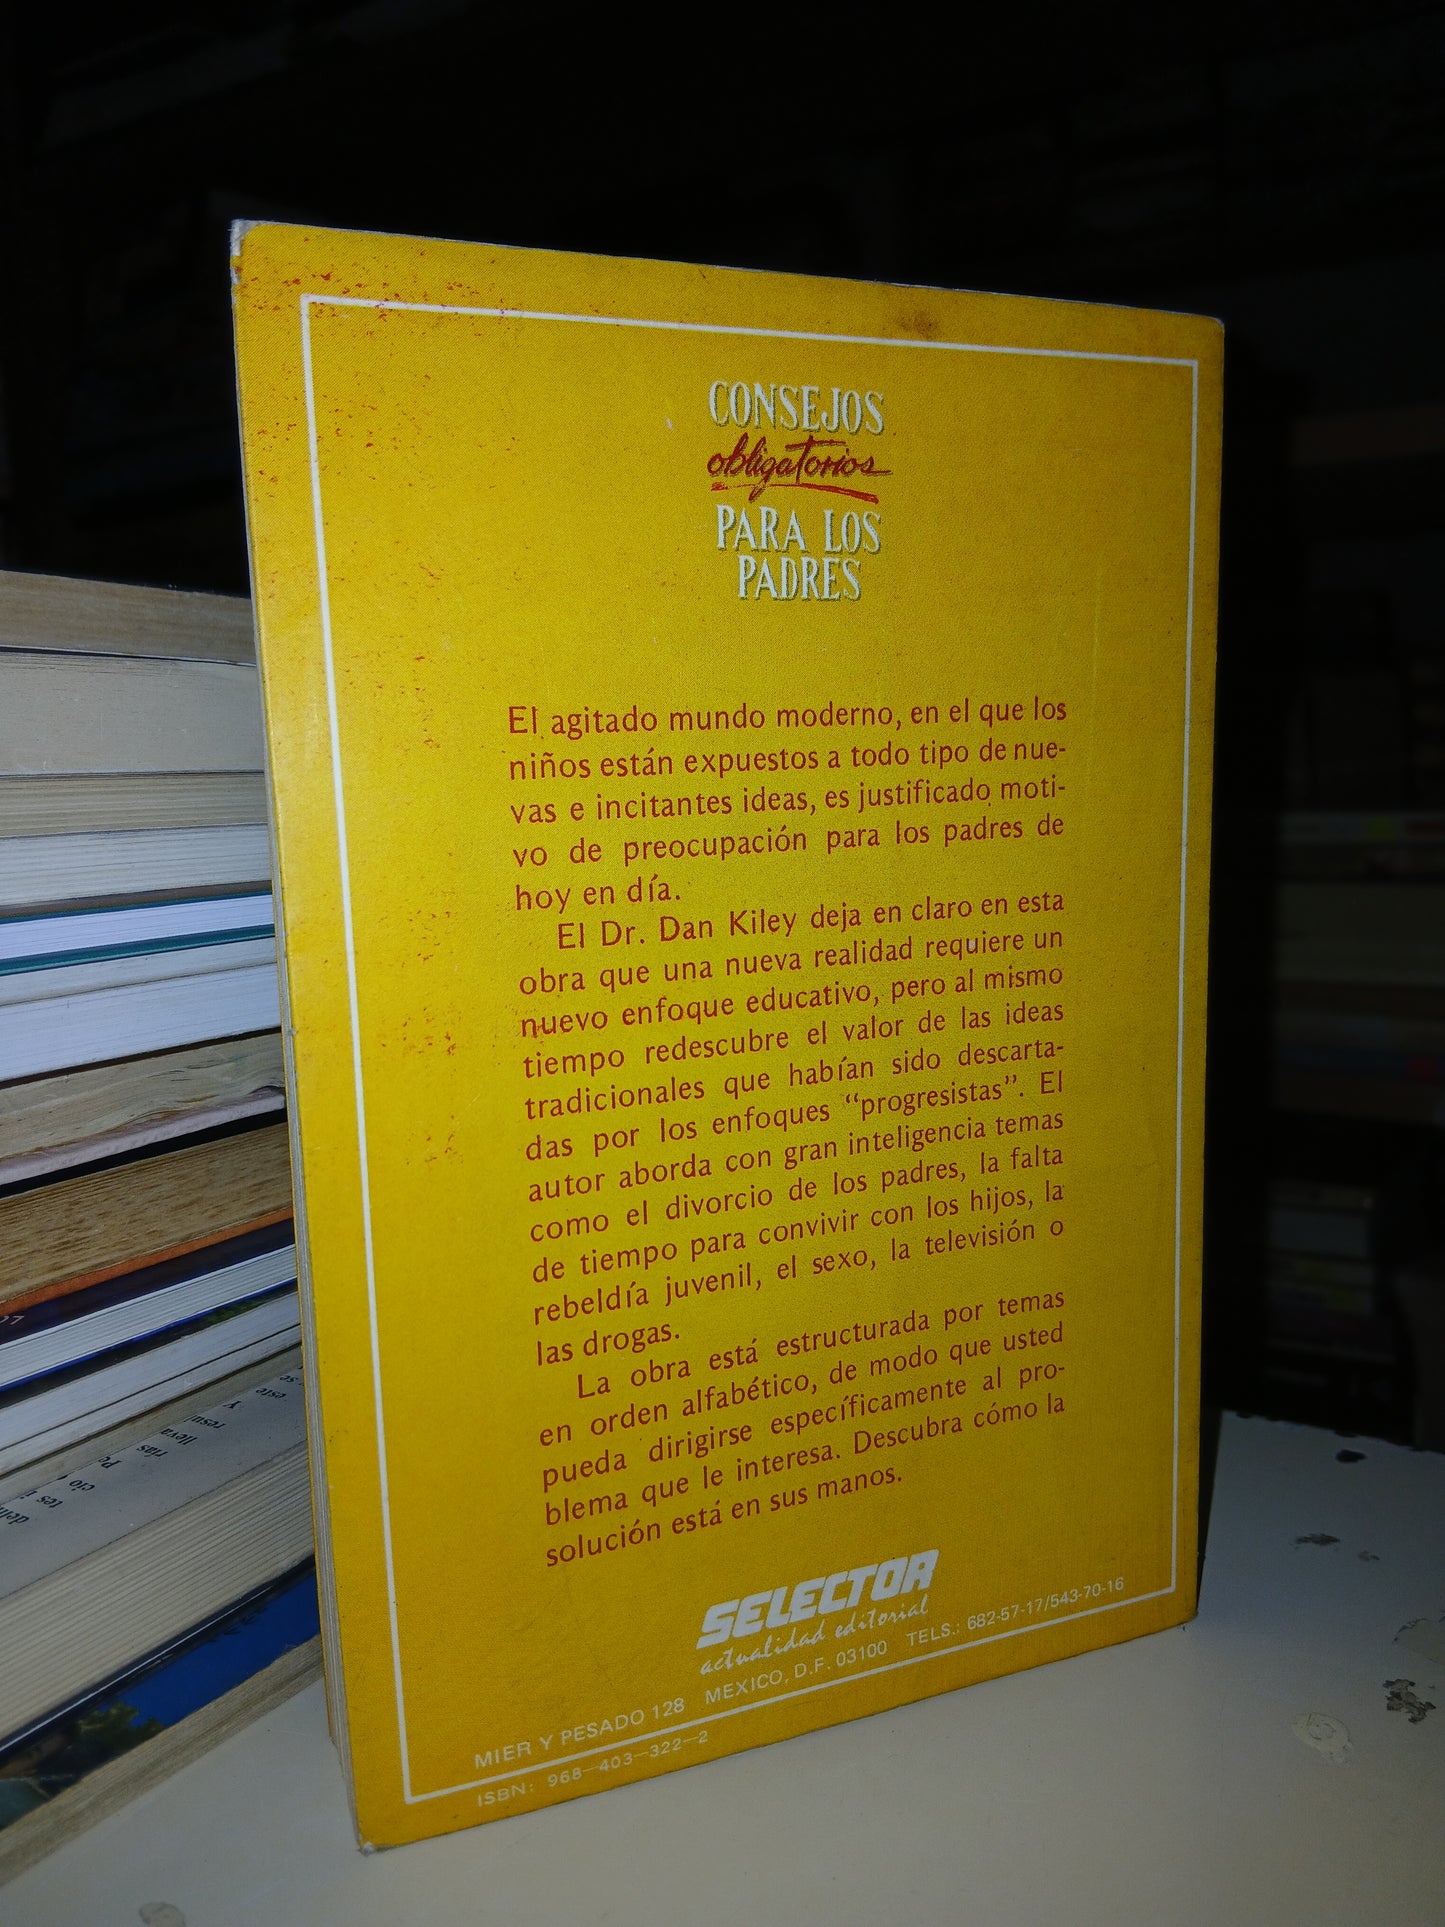 CONSEJOS
obligatorios
PARA LOS
PADRES
El agitado mundo moderno, en el que los
niños están expuestos a todo tipo de nue-
vas e incitantes ideas, es justificado moti-
vo de preocupación para los padres de
hoy en día.
El Dr. Dan Kiley deja en claro en esta
obra que una nueva realidad requiere un
nuevo enfoque educativo, pero al mismo
tiempo redescubre el valor de las ideas
tradicionales que habían sido descarta-
das por los enfoques “progresistas”. El
autor aborda con gran inteligencia temas
como el divorcio de los padres, la falta
de tiempo para convivir con los hijos, la
rebeldía juvenil, el sexo, la televisión o
las drogas.
La obra está estructurada por temas
en orden alfabético, de modo que usted
pueda dirigirse específicamente al pro-
blema que le interesa. Descubra cómo la
solución está en sus manos.
SELECTOR
actualidad editorial
MIER Y PESADO 128 MEXICO, D.F. 03100 TELS.: 682-57-17/543-70-16
ISBN: 968-403-322-2